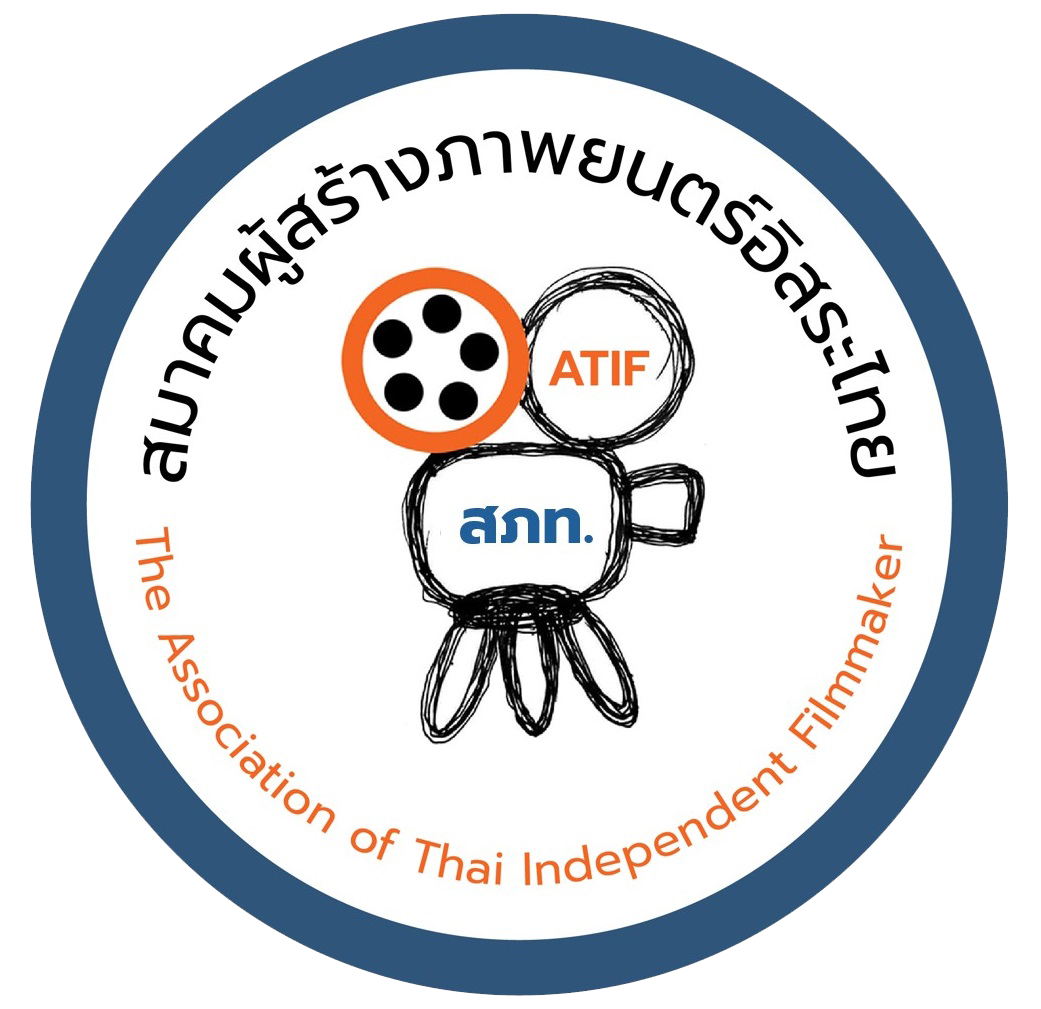 สมาคมผู้สร้างภาพยนตร์อิสระไทย
ATIF
สภท.
The Association of Thai Independent Filmmaker